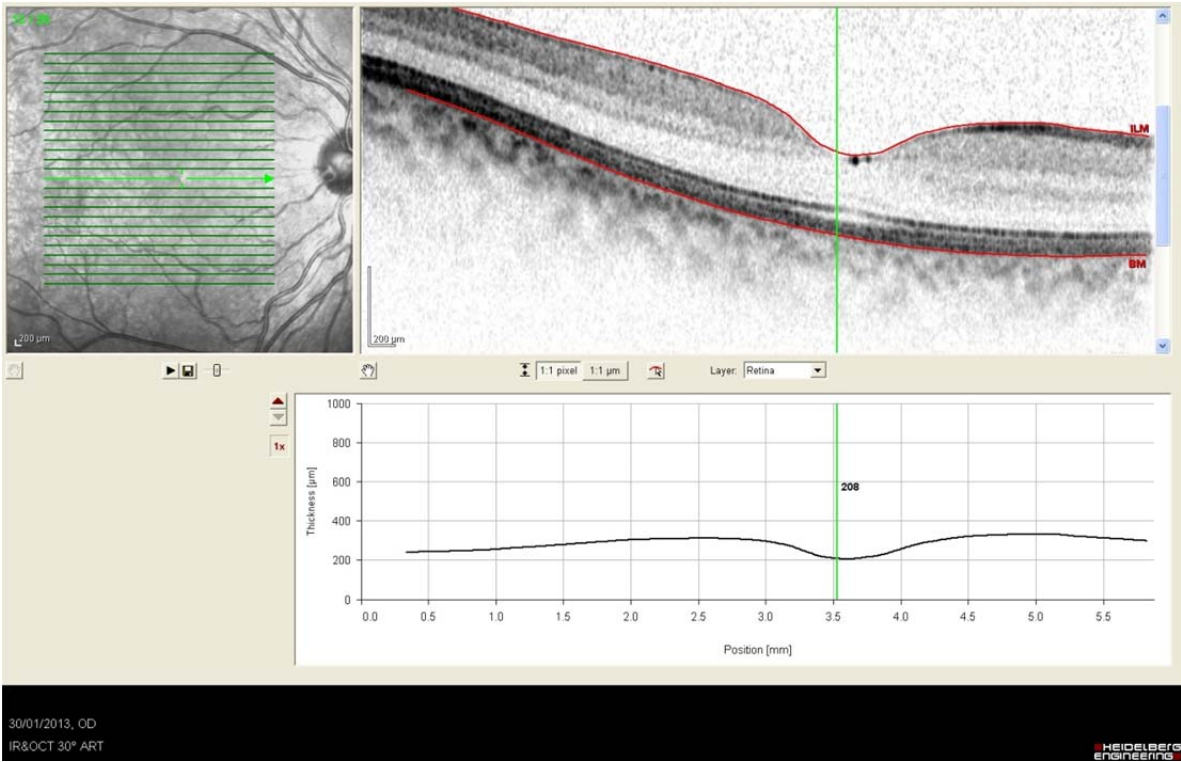 200 µm
ILM
BM
200 µm
1:1 pixel
1:1 µm
Layer:
Retina
1x
Thickness [µm]
1000
800
600
400
200
0
208
0.0 0.5 1.0 1.5 2.0 2.5 3.0 3.5 4.0 4.5 5.0 5.5
Position [mm]
30/01/2013, OD
IR&OCT 30° ART
HEIDELBERG
ENGINEERING